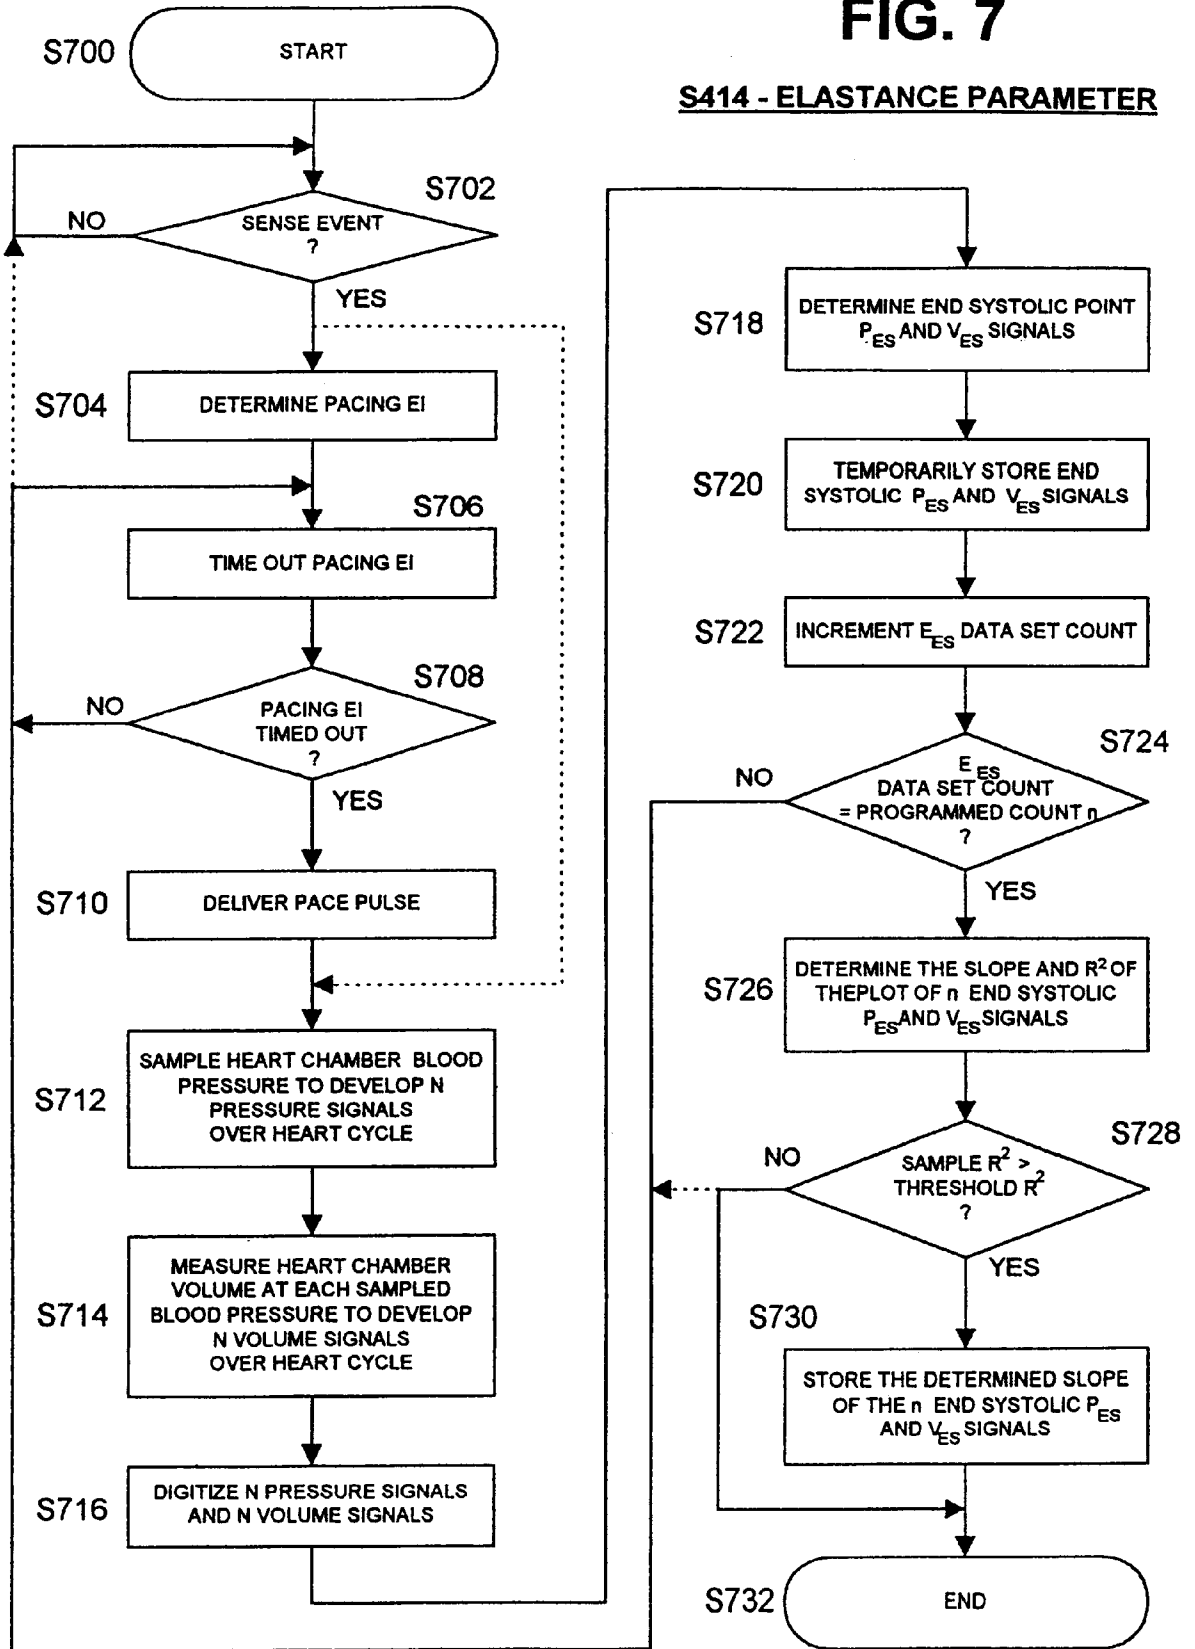 FIG. 7
S414 - ELASTANCE PARAMETER
S700
START
S702
SENSE EVENT
?
NO
YES
S704
DETERMINE PACING EI
S706
TIME OUT PACING EI
S708
PACING EI
TIMED OUT
?
NO
YES
S710
DELIVER PACE PULSE
S712
SAMPLE HEART CHAMBER BLOOD
PRESSURE TO DEVELOP N
PRESSURE SIGNALS
OVER HEART CYCLE
S714
MEASURE HEART CHAMBER
VOLUME AT EACH SAMPLED
BLOOD PRESSURE TO DEVELOP
N VOLUME SIGNALS
OVER HEART CYCLE
S716
DIGITIZE N PRESSURE SIGNALS
AND N VOLUME SIGNALS
S718
DETERMINE END SYSTOLIC POINT
PES AND VES SIGNALS
S720
TEMPORARILY STORE END
SYSTOLIC PES AND VES SIGNALS
S722
INCREMENT EES DATA SET COUNT
S724
EES
DATA SET COUNT
= PROGRAMMED COUNT n
?
NO
YES
S726
DETERMINE THE SLOPE AND R² OF
THEPLOT OF n END SYSTOLIC
PES AND VES SIGNALS
S728
SAMPLE R² >
THRESHOLD R²
?
NO
YES
S730
STORE THE DETERMINED SLOPE
OF THE n END SYSTOLIC PES
AND VES SIGNALS
S732
END